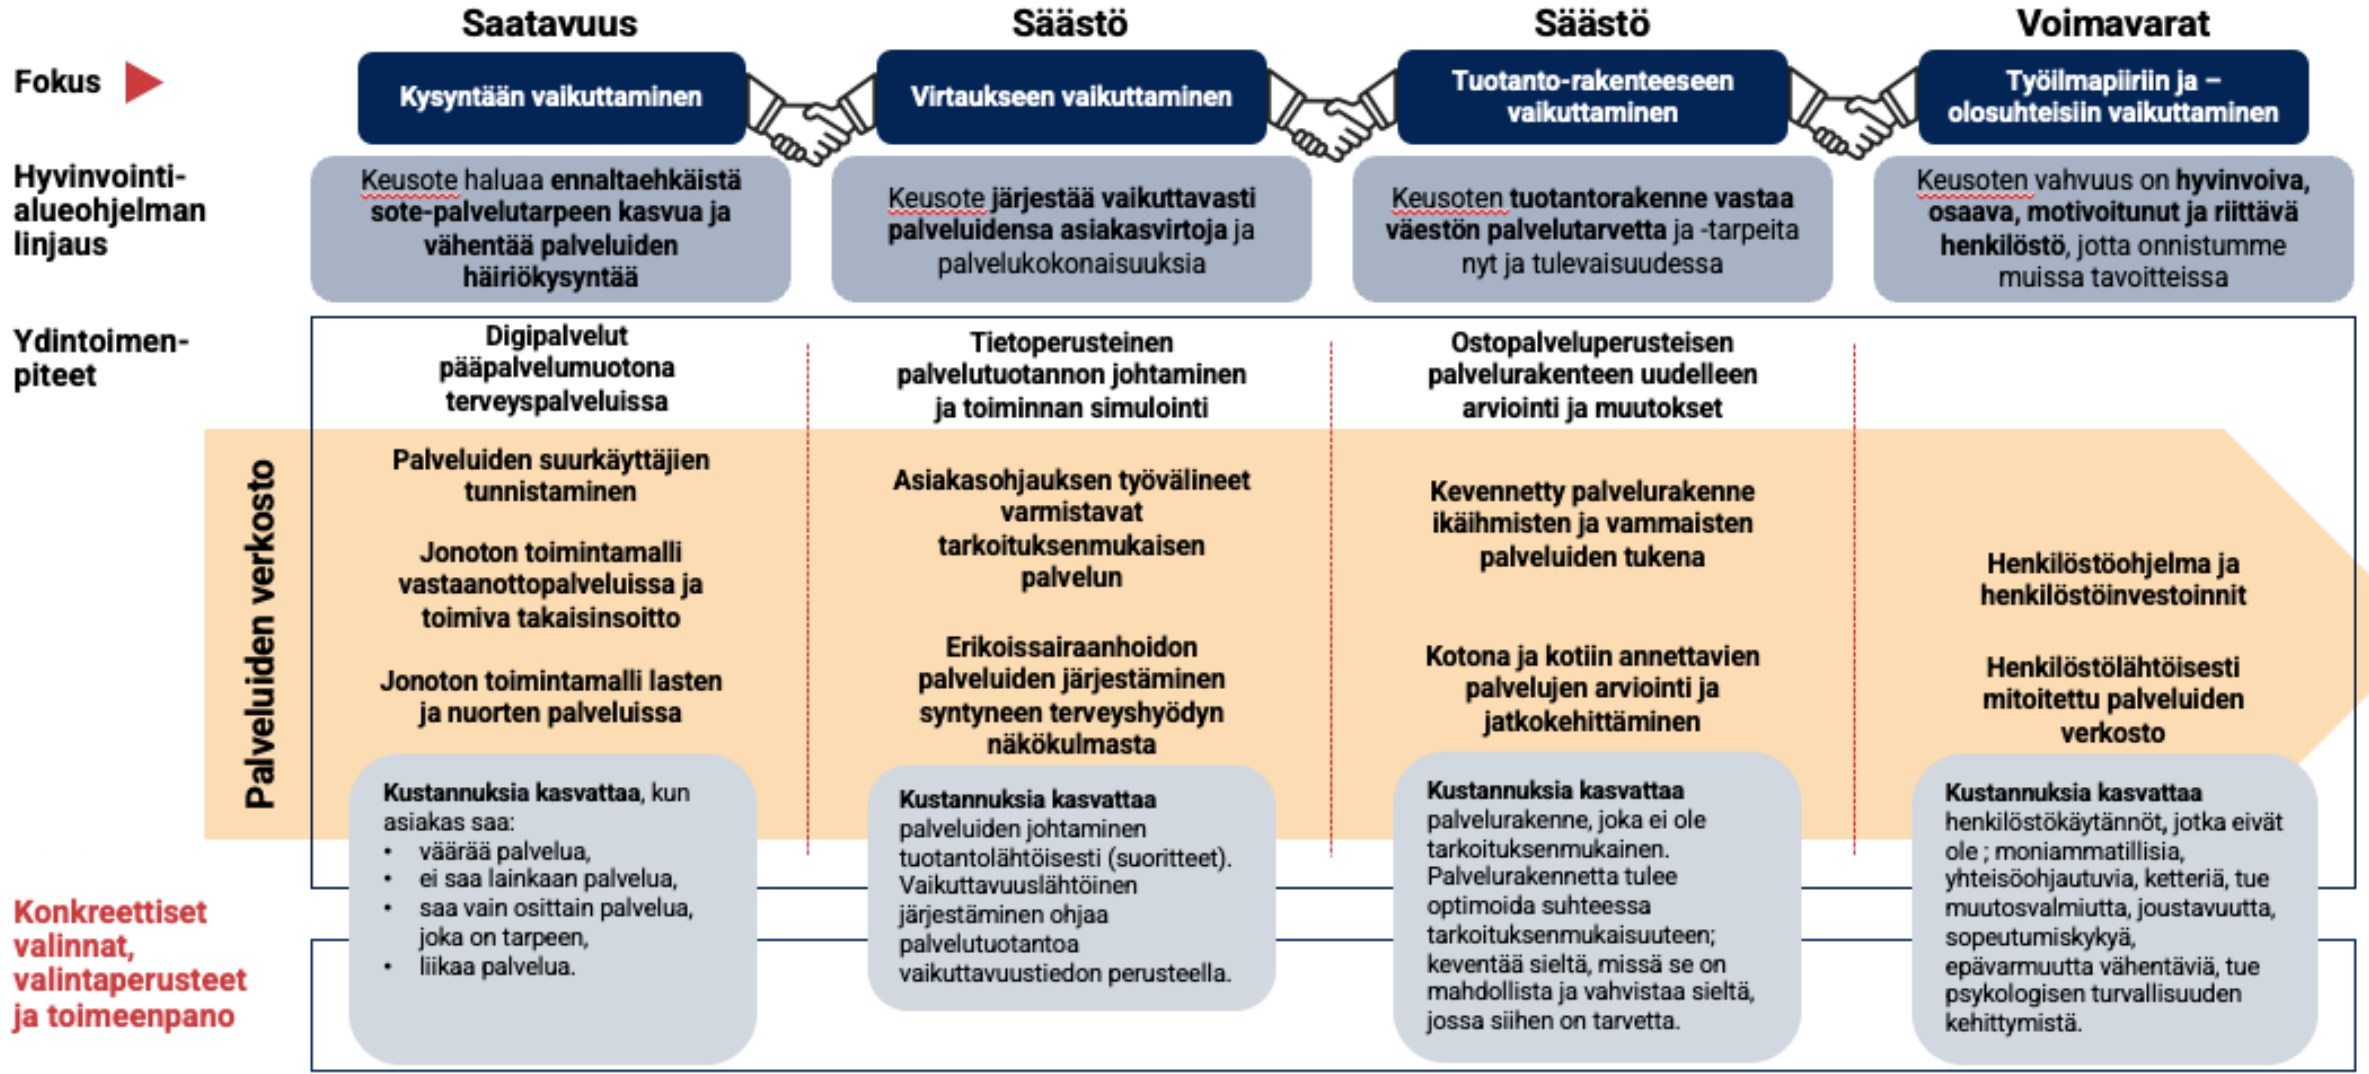 Saatavuus
Säästö
Säästö
Voimavarat
Fokus
Kysyntään vaikuttaminen
Virtaukseen vaikuttaminen
Tuotanto-rakenteeseen
vaikuttaminen
Työilmapiiriin ja –
olosuhteisiin vaikuttaminen
Hyvinvointi-
alueohjelman
linjaus
Keusote haluaa ennaltaehkäistä
sote-palvelutarpeen kasvua ja
vähentää palveluiden
häiriökysyntää
Keusote järjestää vaikuttavasti
palveluidensa asiakasvirtoja ja
palvelukokonaisuuksia
Keusoten tuotantorakenne vastaa
väestön palvelutarvetta ja -tarpeita
nyt ja tulevaisuudessa
Keusoten vahvuus on hyvinvoiva,
osaava, motivoitunut ja riittävä
henkilöstö, jotta onnistumme
muissa tavoitteissa
Ydintoimen-
piteet
Palveluiden verkosto
Digipalvelut
pääpalvelumuotona
terveyspalveluissa
Palveluiden suurkäyttäjien
tunnistaminen
Jonoton toimintamalli
vastaanottopalveluissa ja
toimiva takaisinsoitto
Jonoton toimintamalli lasten
ja nuorten palveluissa
Tietoperusteinen
palvelutuotannon johtaminen
ja toiminnan simulointi
Asiakasohjauksen työvälineet
varmistavat
tarkoituksenmukaisen
palvelun
Erikoissairaanhoidon
palveluiden järjestäminen
syntyneen terveyshyödyn
näkökulmasta
Ostopalveluperusteisen
palvelurakenteen uudelleen
arviointi ja muutokset
Kevennetty palvelurakenne
ikäihmisten ja vammaisten
palveluiden tukena
Kotona ja kotiin annettavien
palvelujen arviointi ja
jatkokehittäminen
Henkilöstöohjelma ja
henkilöstöinvestoinnit
Henkilöstölähtöisesti
mitoitettu palveluiden
verkosto
Konkreettiset
valinnat,
valintaperusteet
ja toimeenpano
Kustannuksia kasvattaa, kun
asiakas saa:
• väärää palvelua,
• ei saa lainkaan palvelua,
• saa vain osittain palvelua,
joka on tarpeen,
• liikaa palvelua.
Kustannuksia kasvattaa
palveluiden johtaminen
tuotantolähtöisesti (suoritteet).
Vaikuttavuuslähtöinen
järjestäminen ohjaa
palvelutuotantoa
vaikuttavuustiedon perusteella.
Kustannuksia kasvattaa
palvelurakenne, joka ei ole
tarkoituksenmukainen.
Palvelurakennetta tulee
optimoida suhteessa
tarkoituksenmukaisuuteen;
keventää sieltä, missä se on
mahdollista ja vahvistaa sieltä,
jossa siihen on tarvetta.
Kustannuksia kasvattaa
henkilöstökäytännöt, jotka eivät
ole ; moniammatillisia,
yhteisöohjautuvia, ketteriä, tue
muutosvalmiutta, joustavuutta,
sopeutumiskykyä,
epävarmuutta vähentäviä, tue
psykologisen turvallisuuden
kehittymistä.